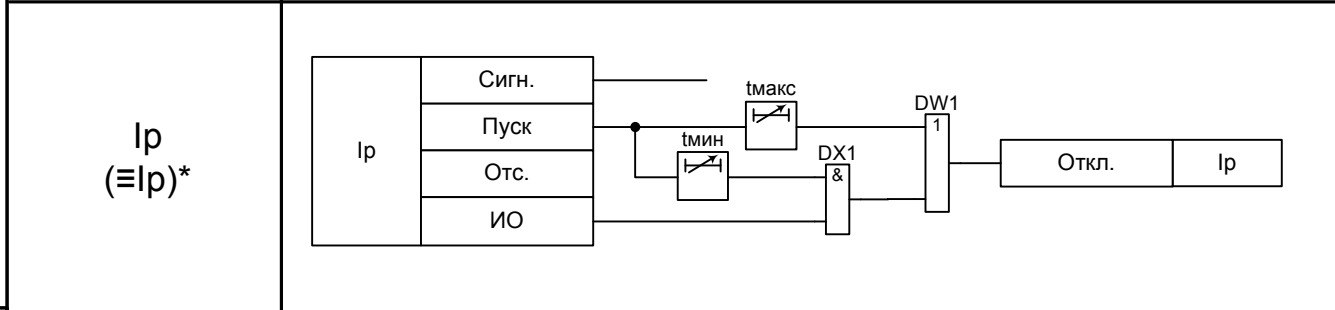 Ip
(≡Ip)*
Ip
Сигн.
Пуск
Отс.
ИО
tмакс
tмин
DX1
&
DW1
1
Откл.
Ip